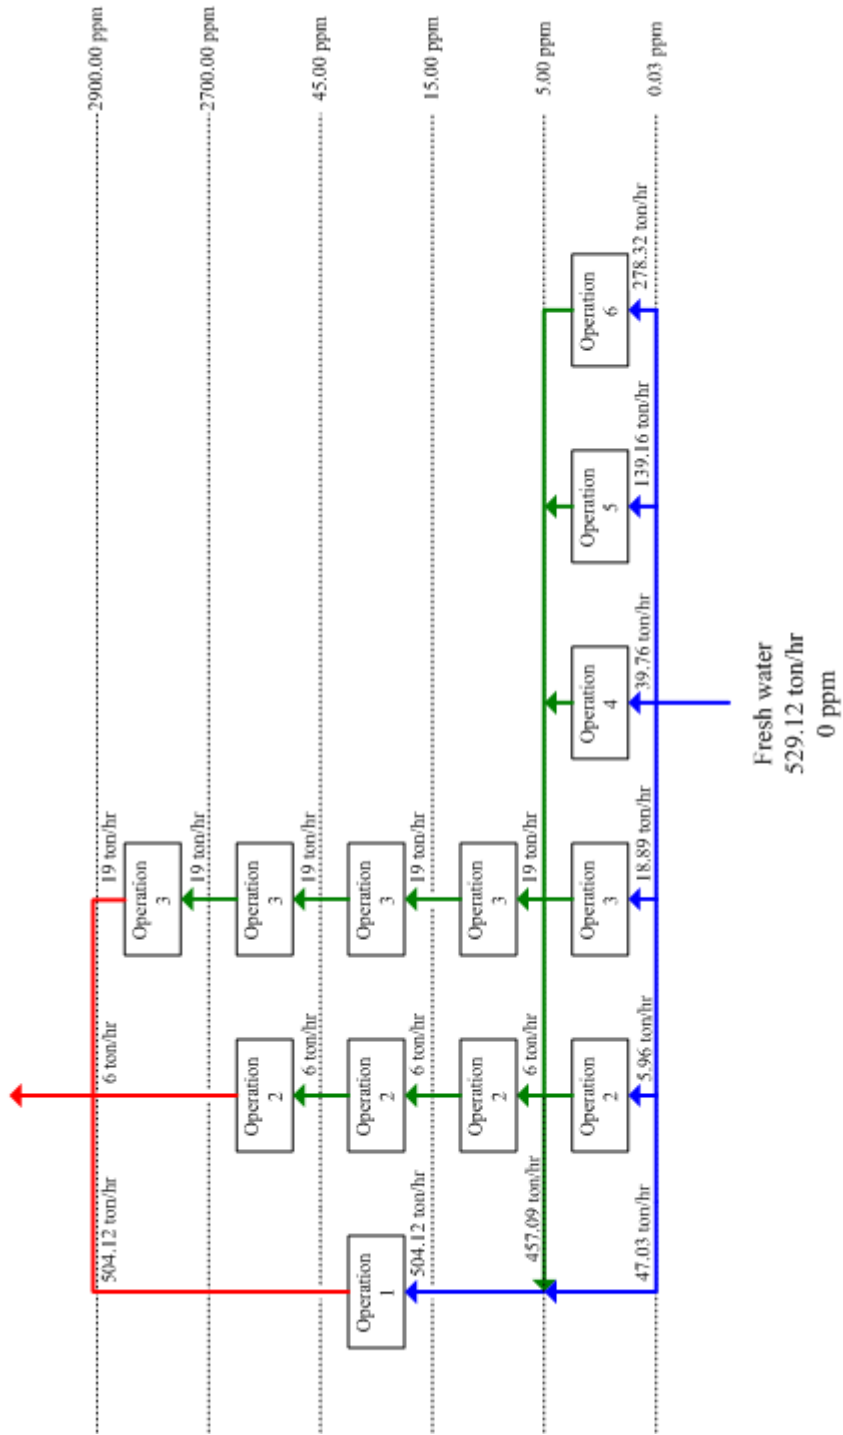 2900.00 ppm
2700.00 ppm
45.00 ppm
15.00 ppm
5.00 ppm
0.03 ppm
504.12 ton/hr
6 ton/hr
19 ton/hr
Operation
3
19 ton/hr
Operation
2
Operation
3
6 ton/hr
19 ton/hr
Operation
1
Operation
2
Operation
3
504.12 ton/hr
6 ton/hr
19 ton/hr
Operation
2
Operation
3
457.09 ton/hr
6 ton/hr
19 ton/hr
Operation
2
Operation
3
Operation
4
Operation
5
Operation
6
47.03 ton/hr
5.96 ton/hr
18.89 ton/hr
39.76 ton/hr
139.16 ton/hr
278.32 ton/hr
Fresh water
529.12 ton/hr
0 ppm